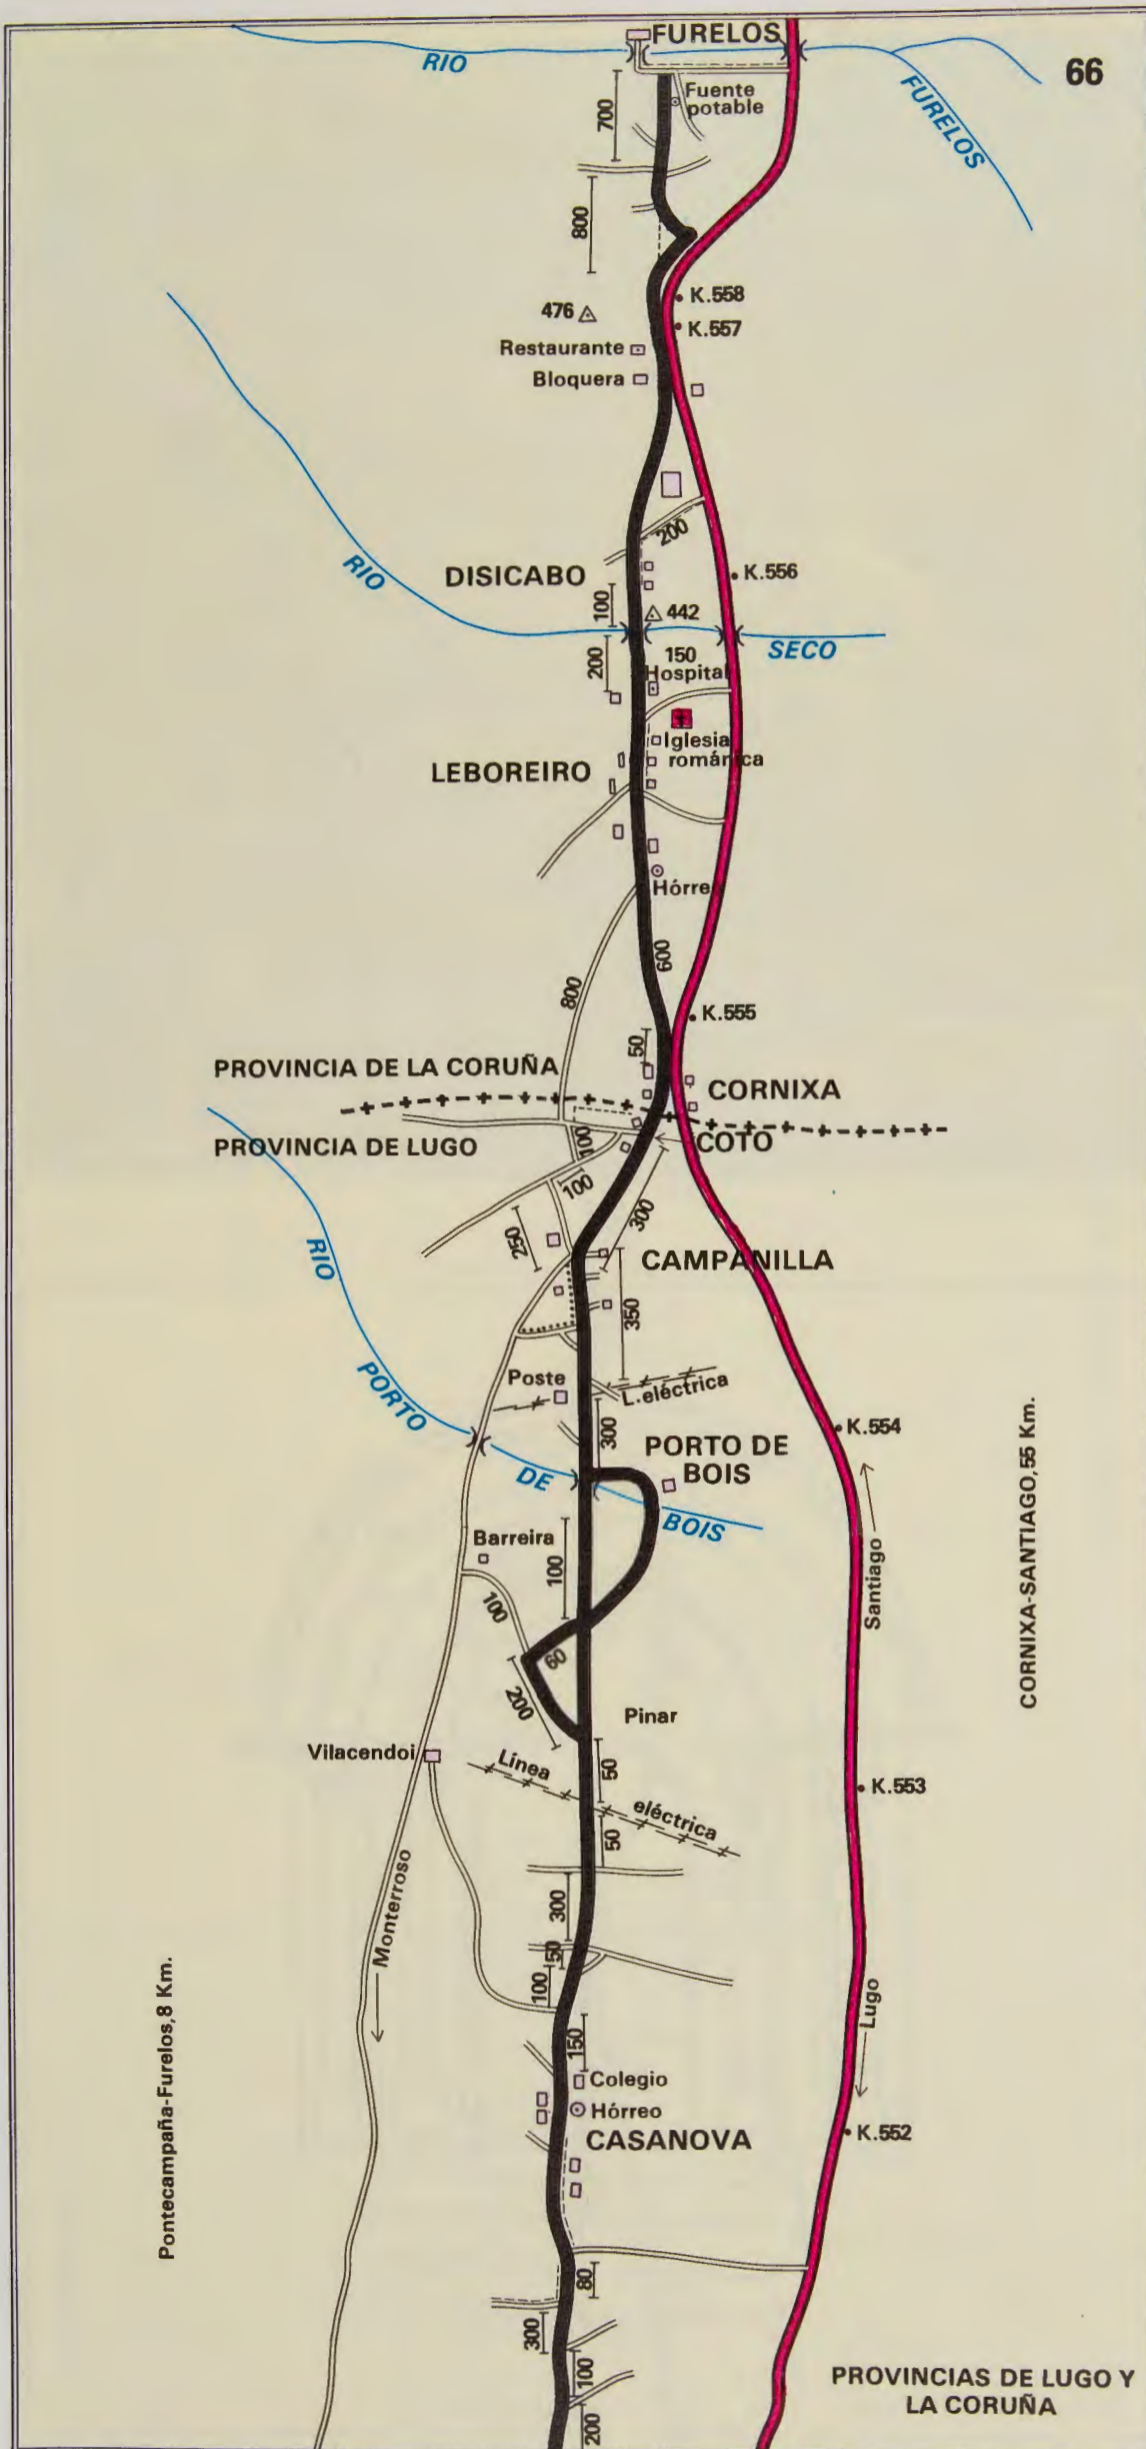 FURELOS
RIO
66
FURELOS
Fuente
potable
700
800
K.558
476
K.557
Restaurante
Bloquera
200
RIO
DISICABO
K.556
100
442
SECO
200
150
Hospital
Iglesia
románica
LEBOREIRO
Hórre
600
800
K.555
50
PROVINCIA DE LA CORUÑA
CORNIXA
PROVINCIA DE LUGO
COTO
100
100
300
250
RIO
CAMPANILLA
350
PORTO
Poste
L.eléctrica
K.554
300
PORTO DE
BOIS
DE
BOIS
CORNIXA-SANTIAGO,55 Km.
Santiago
Barreira
100
100
60
200
Pinar
Vilacendoi
Línea
eléctrica
50
K.553
50
Monterroso
300
50
100
Lugo
150
Pontecampaña-Furelos,8 Km.
Colegio
Hórreo
CASANOVA
K.552
80
300
100
200
PROVINCIAS DE LUGO Y
LA CORUÑA